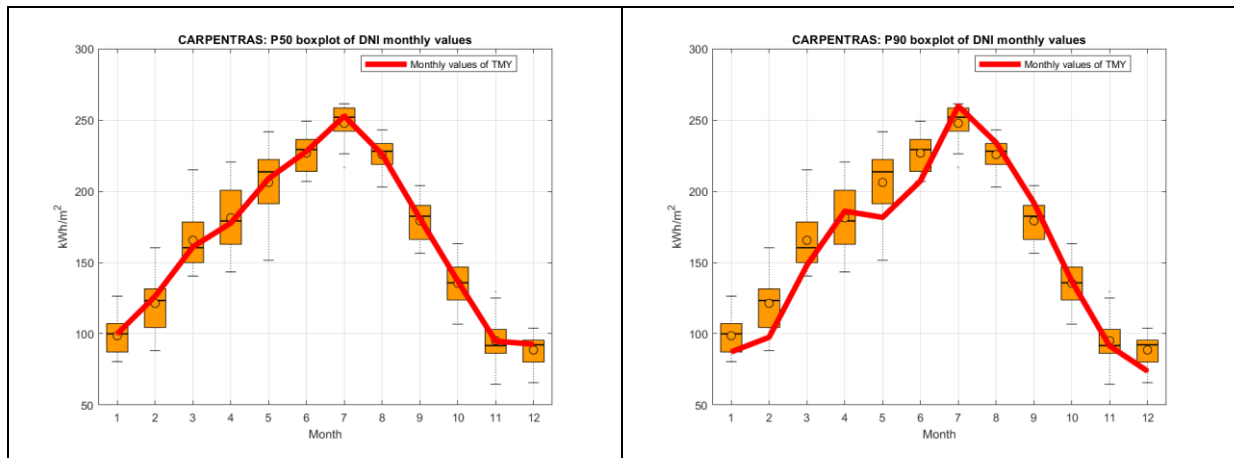 CARPENTRAS: P50 boxplot of DNI monthly values
Monthly values of TMY
300
250
200
150
100
50
kWh/m²
1 2 3 4 5 6 7 8 9 10 11 12
Month
CARPENTRAS: P90 boxplot of DNI monthly values
Monthly values of TMY
300
250
200
150
100
50
kWh/m²
1 2 3 4 5 6 7 8 9 10 11 12
Month